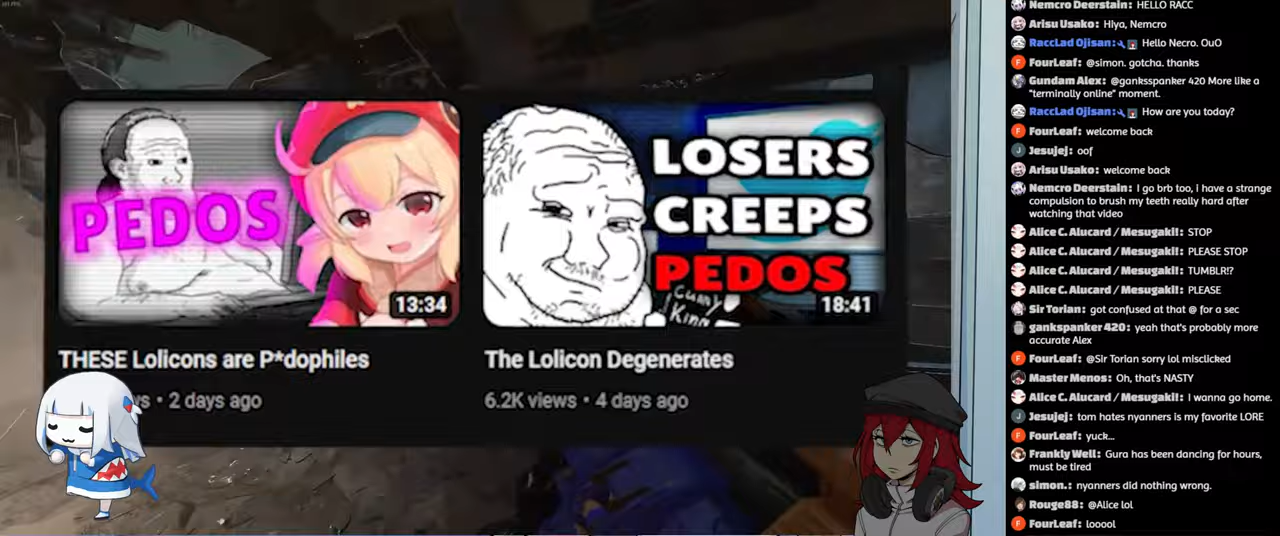 PEDOS
13:34
THESE Lolicons are P*dophiles
2 days ago
LOSERS
CREEPS
PEDOS
Cunny
King
18:41
The Lolicon Degenerates
6.2K views • 4 days ago
Nemcro Deerstain: HELLO RACC
Arisu Usako: Hiya, Nemcro
RaccLad Ojisan: Hello Necro. OuO
FourLeaf: @simon. gotcha. thanks
Gundam Alex: @ganksspanker 420 More like a
"terminally online" moment.
RaccLad Ojisan: How are you today?
FourLeaf: welcome back
Jesujej: oof
Arisu Usako: welcome back
Nemcro Deerstain: I go brb too, i have a strange
compulsion to brush my teeth really hard after
watching that video
Alice C. Alucard / Mesugaki!: STOP
Alice C. Alucard / Mesugaki!: PLEASE STOP
Alice C. Alucard / Mesugaki!: TUMBLR!?
Alice C. Alucard / Mesugaki!: PLEASE
Sir Torian: got confused at that @ for a sec
gankspanker 420: yeah that's probably more
accurate Alex
FourLeaf: @Sir Torian sorry lol misclicked
Master Menos: Oh, that's NASTY
Alice C. Alucard / Mesugaki!: I wanna go home.
Jesujej: tom hates nyanners is my favorite LORE
FourLeaf: yuck...
Frankly Well: Gura has been dancing for hours,
must be tired
simon.: nyanners did nothing wrong.
Rouge88: @Alice lol
FourLeaf: looool